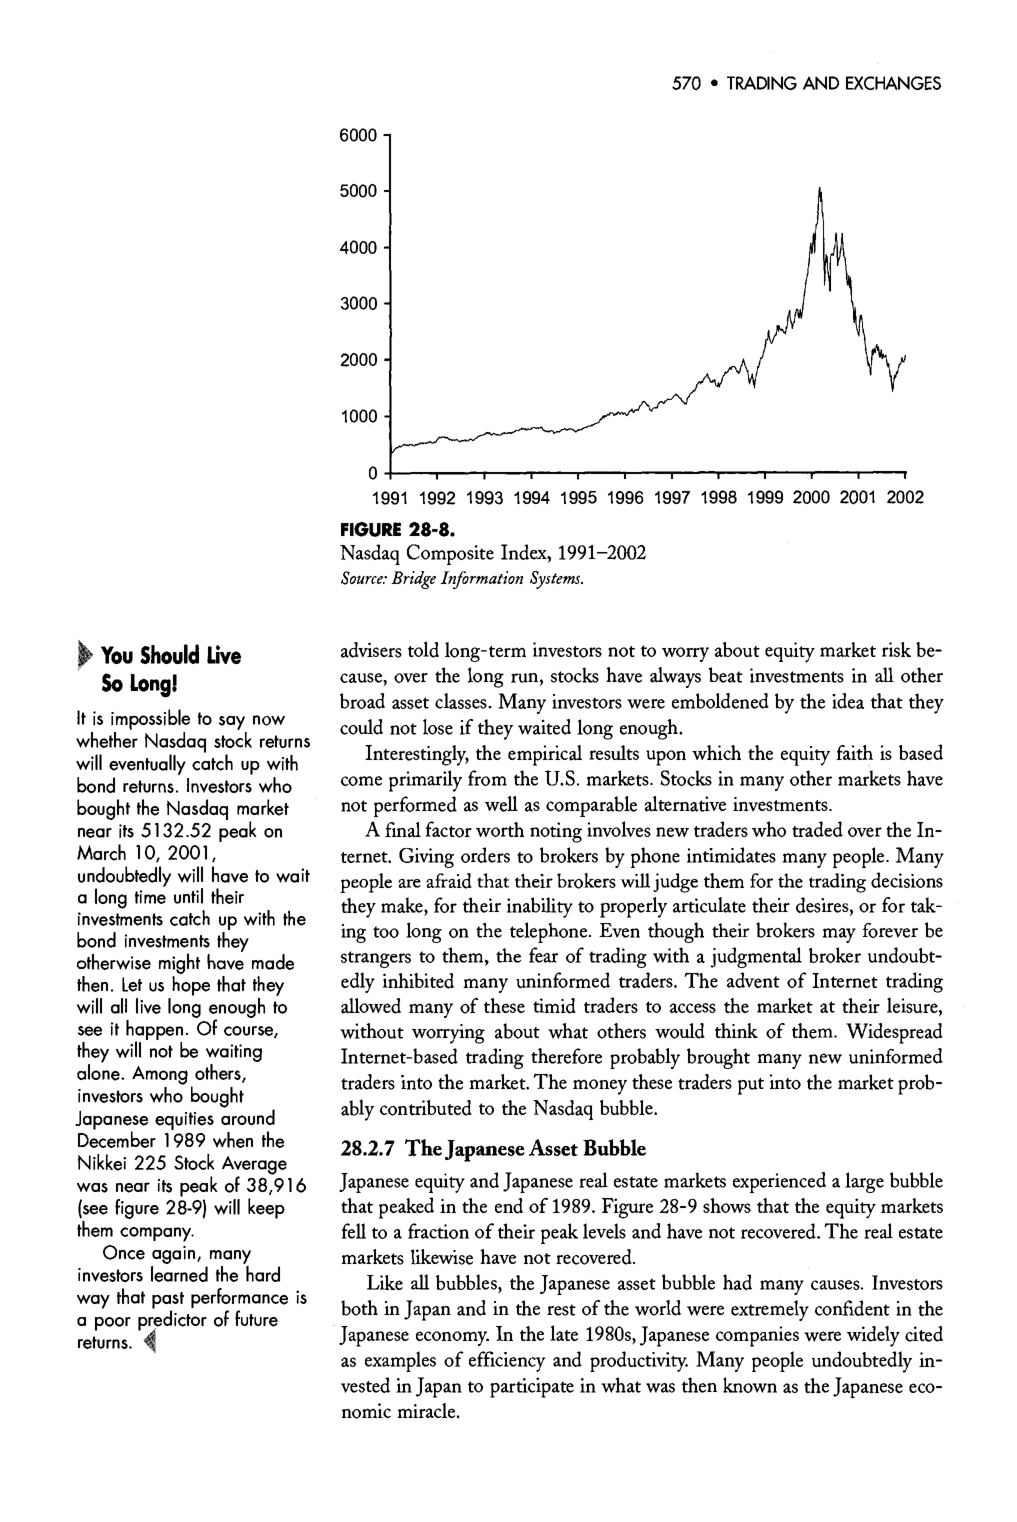 570 • TRADING AND EXCHANGES
6000
5000
4000
3000
2000
1000
0
1991 1992 1993 1994 1995 1996 1997 1998 1999 2000 2001 2002
FIGURE 28-8.
Nasdaq Composite Index, 1991–2002
Source: Bridge Information Systems.
You Should Live
So Long!
It is impossible to say now
whether Nasdaq stock returns
will eventually catch up with
bond returns. Investors who
bought the Nasdaq market
near its 5132.52 peak on
March 10, 2001,
undoubtedly will have to wait
a long time until their
investments catch up with the
bond investments they
otherwise might have made
then. Let us hope that they
will all live long enough to
see it happen. Of course,
they will not be waiting
alone. Among others,
investors who bought
Japanese equities around
December 1989 when the
Nikkei 225 Stock Average
was near its peak of 38,916
(see figure 28-9) will keep
them company.
Once again, many
investors learned the hard
way that past performance is
a poor predictor of future
returns.
advisers told long-term investors not to worry about equity market risk be-
cause, over the long run, stocks have always beat investments in all other
broad asset classes. Many investors were emboldened by the idea that they
could not lose if they waited long enough.
Interestingly, the empirical results upon which the equity faith is based
come primarily from the U.S. markets. Stocks in many other markets have
not performed as well as comparable alternative investments.
A final factor worth noting involves new traders who traded over the In-
ternet. Giving orders to brokers by phone intimidates many people. Many
people are afraid that their brokers will judge them for the trading decisions
they make, for their inability to properly articulate their desires, or for tak-
ing too long on the telephone. Even though their brokers may forever be
strangers to them, the fear of trading with a judgmental broker undoubt-
edly inhibited many uninformed traders. The advent of Internet trading
allowed many of these timid traders to access the market at their leisure,
without worrying about what others would think of them. Widespread
Internet-based trading therefore probably brought many new uninformed
traders into the market. The money these traders put into the market prob-
ably contributed to the Nasdaq bubble.
28.2.7 The Japanese Asset Bubble
Japanese equity and Japanese real estate markets experienced a large bubble
that peaked in the end of 1989. Figure 28-9 shows that the equity markets
fell to a fraction of their peak levels and have not recovered. The real estate
markets likewise have not recovered.
Like all bubbles, the Japanese asset bubble had many causes. Investors
both in Japan and in the rest of the world were extremely confident in the
Japanese economy. In the late 1980s, Japanese companies were widely cited
as examples of efficiency and productivity. Many people undoubtedly in-
vested in Japan to participate in what was then known as the Japanese eco-
nomic miracle.